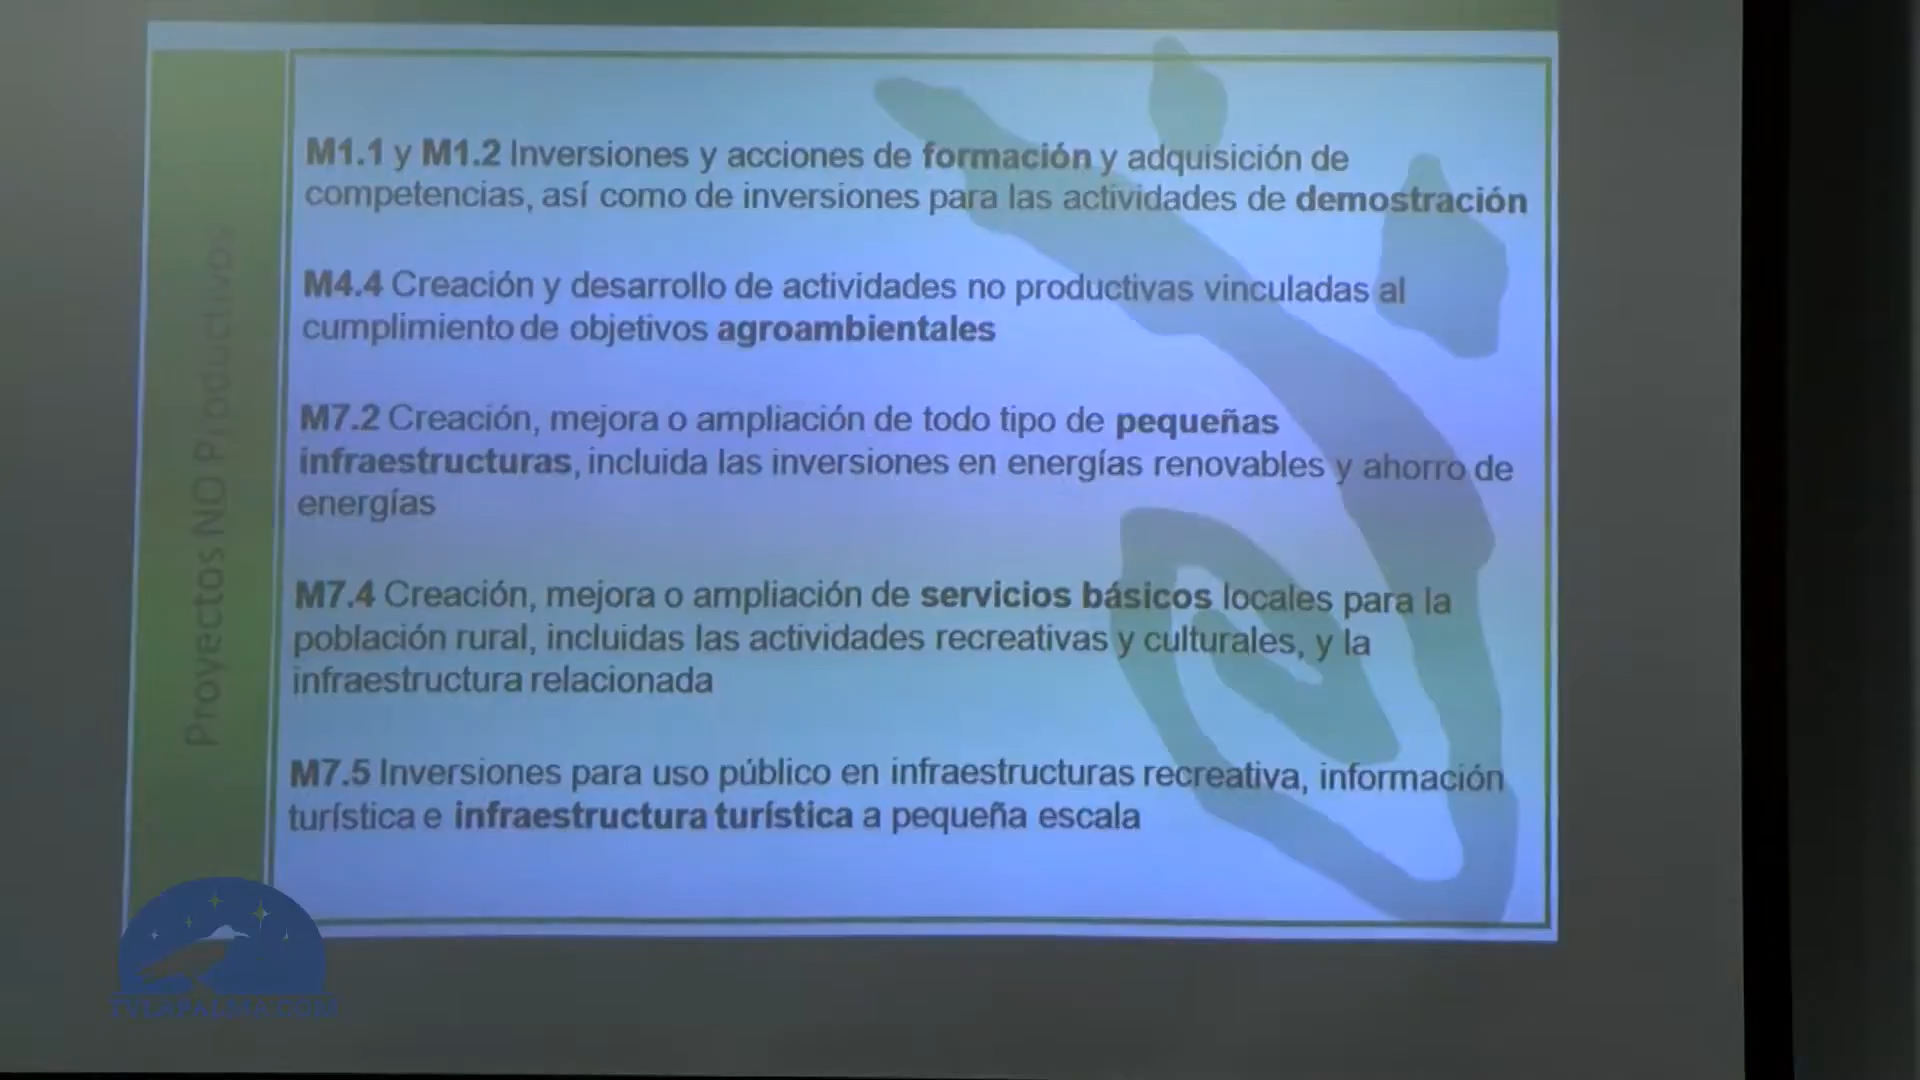 Proyectos NO Productivos
M1.1 y M1.2 Inversiones y acciones de formación y adquisición de
competencias, así como de inversiones para las actividades de demostración
M4.4 Creación y desarrollo de actividades no productivas vinculadas al
cumplimiento de objetivos agroambientales
M7.2 Creación, mejora o ampliación de todo tipo de pequeñas
infraestructuras, incluida las inversiones en energías renovables y ahorro de
energías
M7.4 Creación, mejora o ampliación de servicios básicos locales para la
población rural, incluidas las actividades recreativas y culturales, y la
infraestructura relacionada
M7.5 Inversiones para uso público en infraestructuras recreativa, información
turística e infraestructura turística a pequeña escala
TVLAPALMA.COM